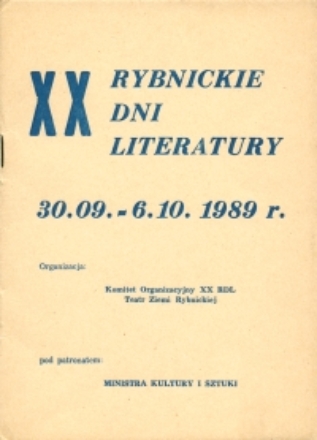 XX RYBNICKIE
DNI
LITERATURY
30.09.-6.10. 1989 r.
Organizacja:
Komitet Organizacyjny XX RDL
Teatr Ziemi Rybnickiej
pod patronatem:
MINISTRA KULTURY I SZTUKI